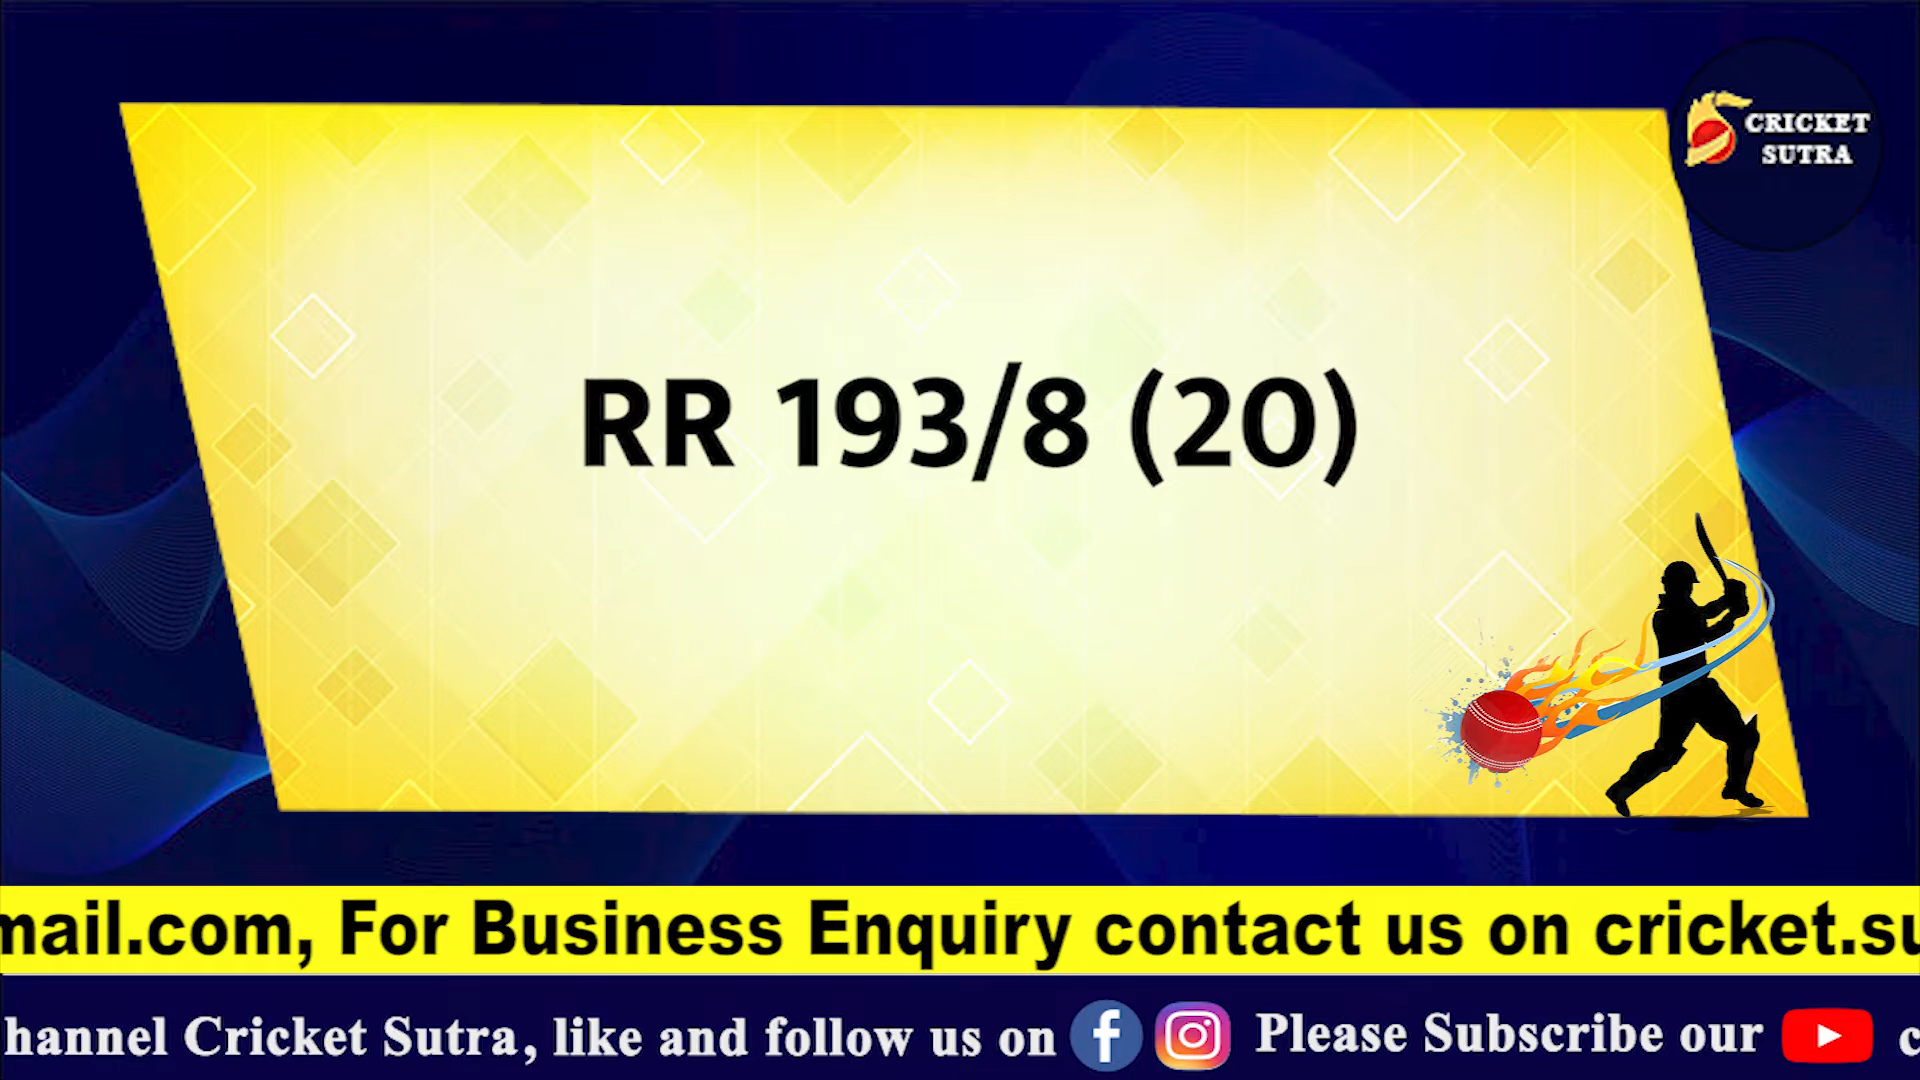 CRICKET
SUTRA
RR 193/8 (20)
mail.com, For Business Enquiry contact us on cricket.su
hannel Cricket Sutra, like and follow us on Please Subscribe our c